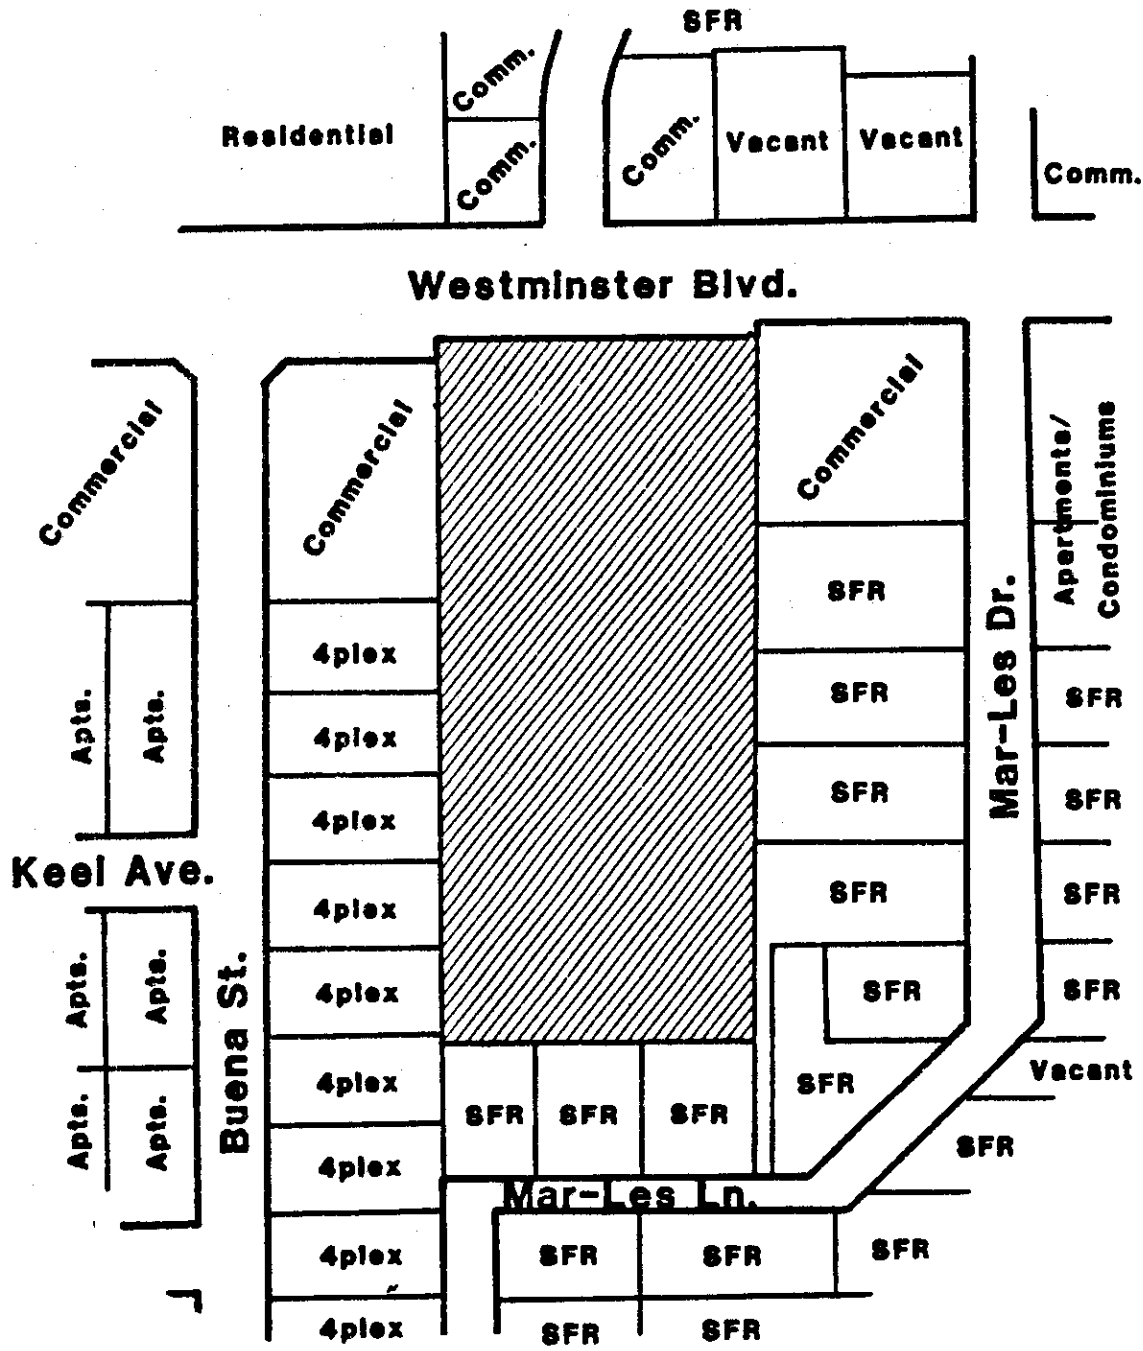 SFR
Comm.
Comm.
Residential
Comm.
Vacant
Vacant
Comm.
Westminster Blvd.
Commercial
Commercial
Commercial
Apertments/
Condominiums
SFR
4plex
4plex
4plex
4plex
4plex
4plex
4plex
4plex
4plex
SFR
SFR
SFR
SFR
SFR
Mar-Les Dr.
SFR
SFR
SFR
SFR
Vacant
SFR
SFR
Apts.
Apts.
Keel Ave.
Apts.
Apts.
Apts.
Apts.
Buena St.
SFR
SFR
SFR
Mar-Les Ln.
SFR
SFR
SFR
SFR